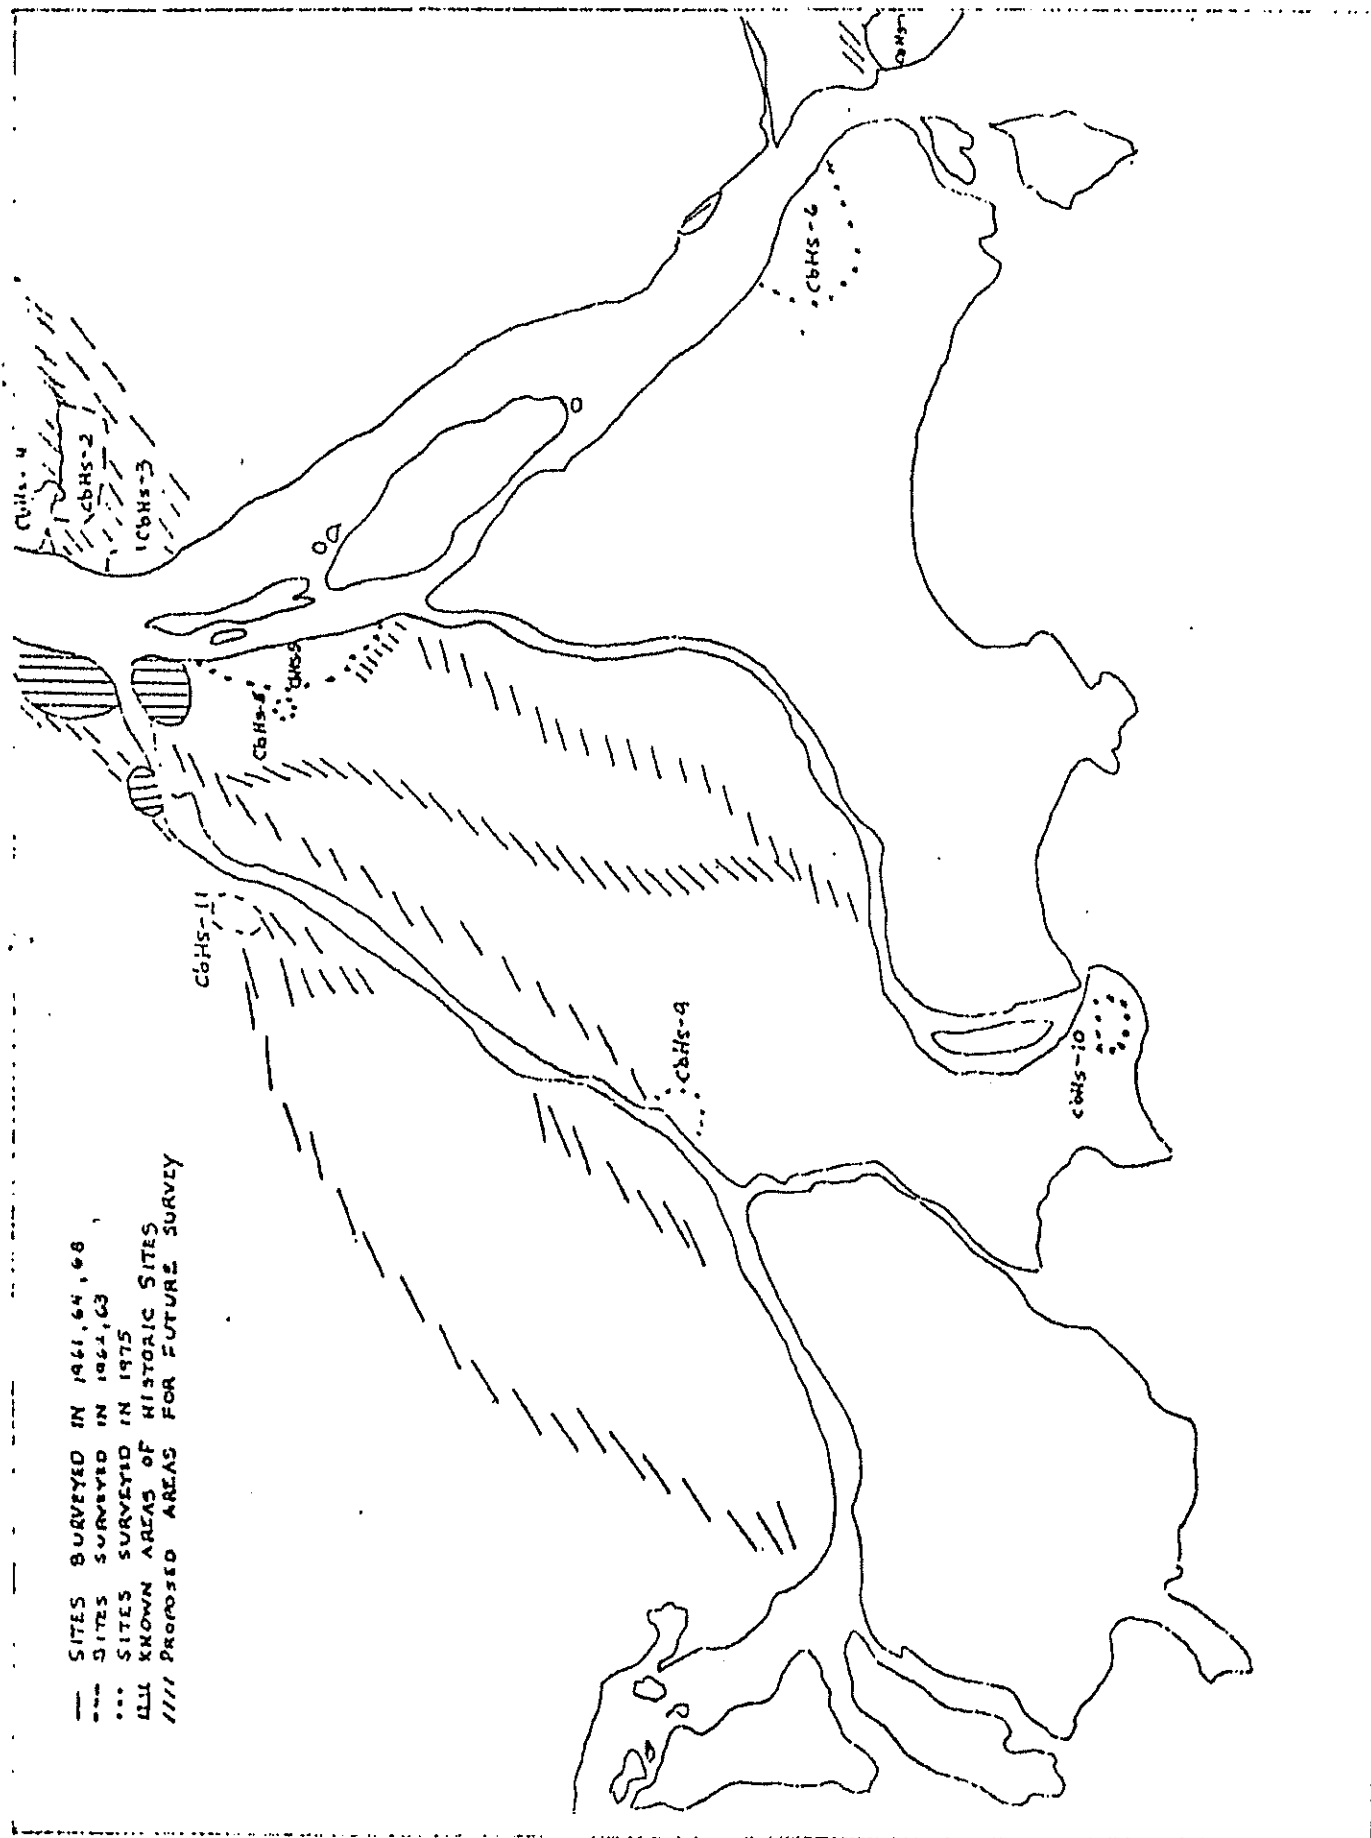 — SITES SURVEYED IN 1961, 64, 68
--- SITES SURVEYED IN 1962, 63
... SITES SURVEYED IN 1975
KNOWN AREAS OF HISTORIC SITES
//// PROPOSED AREAS FOR FUTURE SURVEY
CbHs-4
CbHs-2
CbHs-3
CbHs-6
CbHs-11
CbHs-9
CbHs-10